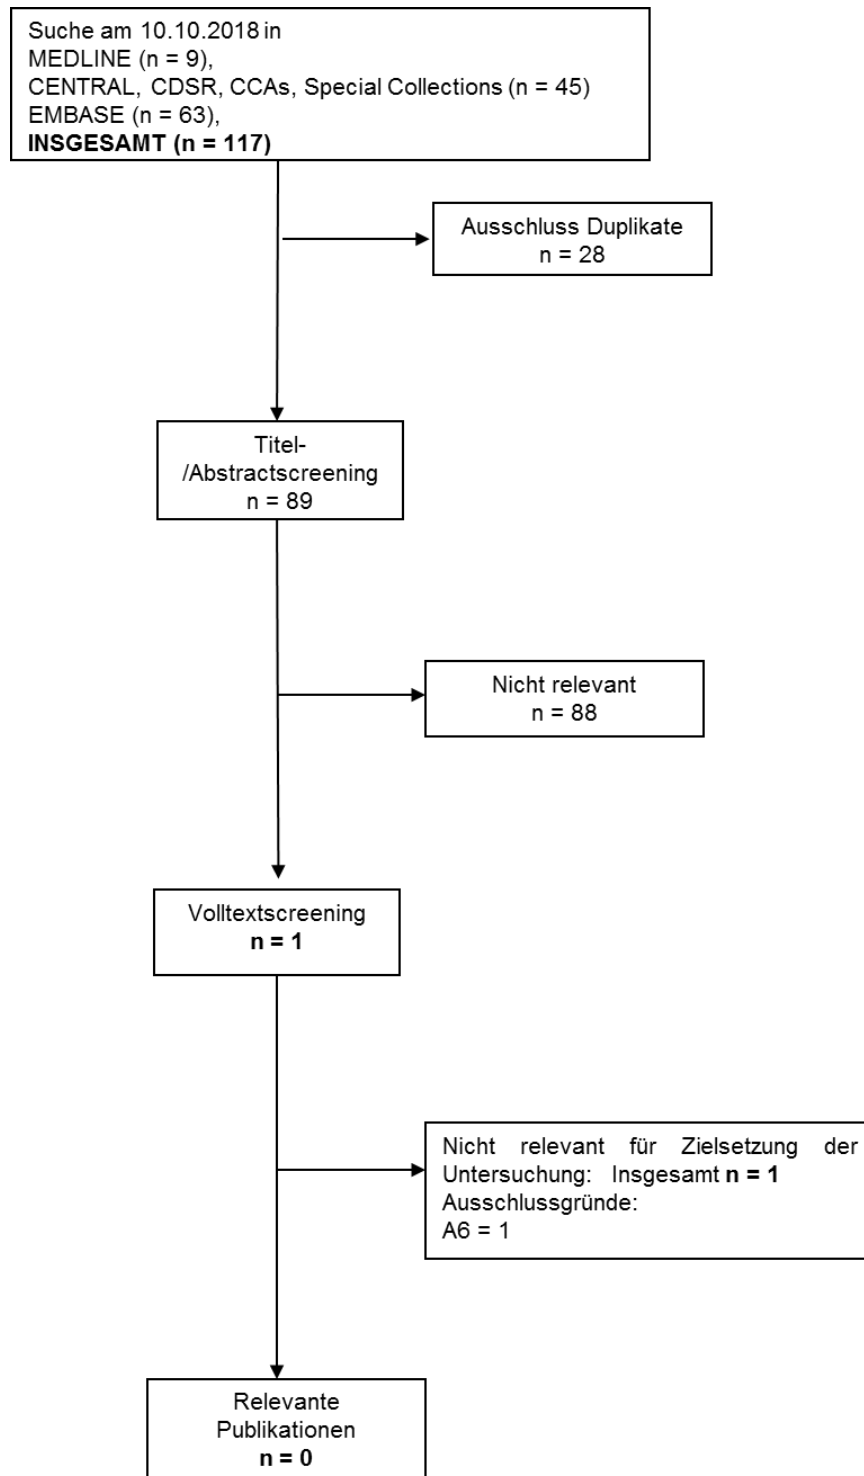 Suche am 10.10.2018 in
MEDLINE (n = 9),
CENTRAL, CDSR, CCAs, Special Collections (n = 45)
EMBASE (n = 63),
INSGESAMT (n = 117)
Ausschluss Duplikate
n = 28
Titel-
/Abstractscreening
n = 89
Nicht relevant
n = 88
Volltextscreening
n = 1
Nicht relevant für Zielsetzung der
Untersuchung: Insgesamt n = 1
Ausschlussgründe:
A6 = 1
Relevante
Publikationen
n = 0